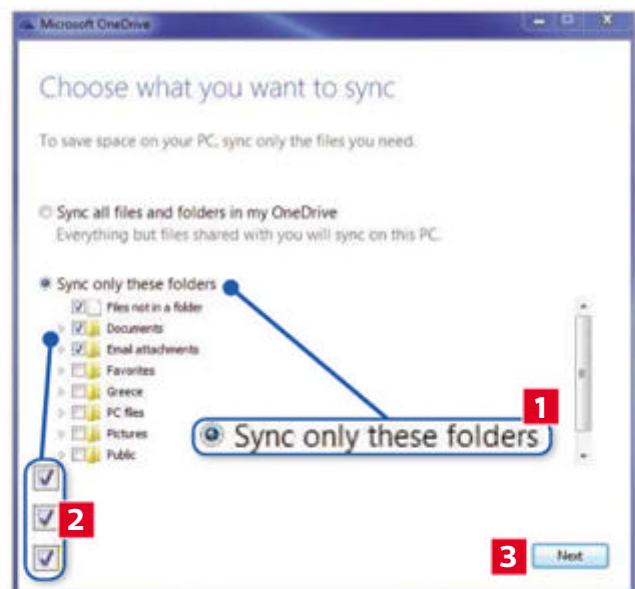 Microsoft OneDrive
Choose what you want to sync
To save space on your PC, sync only the files you need.
Sync all files and folders in my OneDrive
Everything but files shared with you will sync on this PC.
Sync only these folders
Files not in a folder
Documents
Email attachments
Favorites
Greece
PC files
Pictures
Public
1
Sync only these folders
2
3
Next